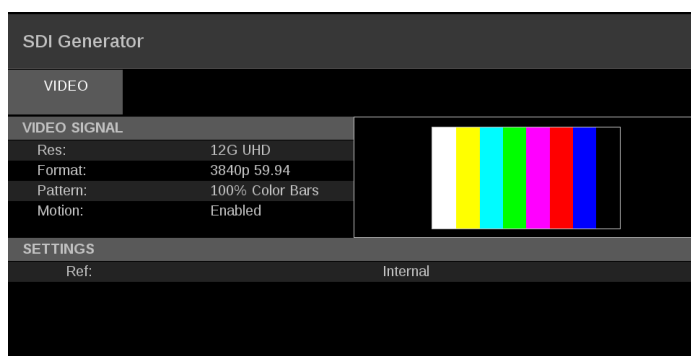 SDI Generator
VIDEO
VIDEO SIGNAL
Res: 12G UHD
Format: 3840p 59.94
Pattern: 100% Color Bars
Motion: Enabled
SETTINGS
Ref: Internal